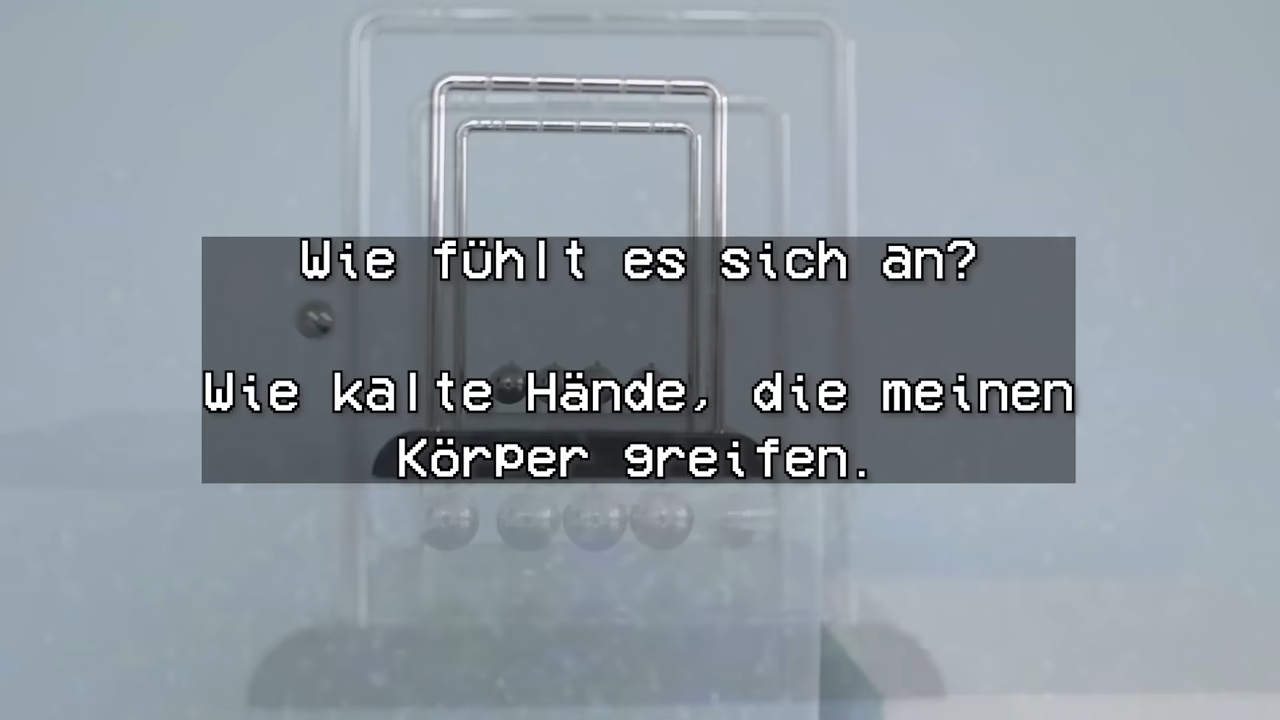 Wie fühlt es sich an?
Wie kalte Hände, die meinen
Körper greifen.